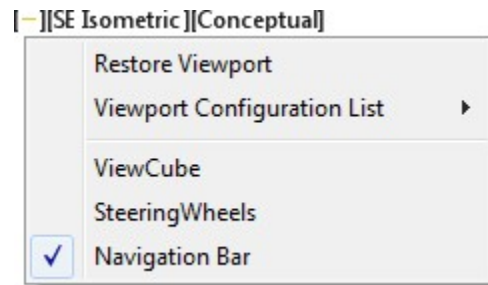 [−][SE Isometric][Conceptual]
Restore Viewport
Viewport Configuration List
ViewCube
SteeringWheels
Navigation Bar